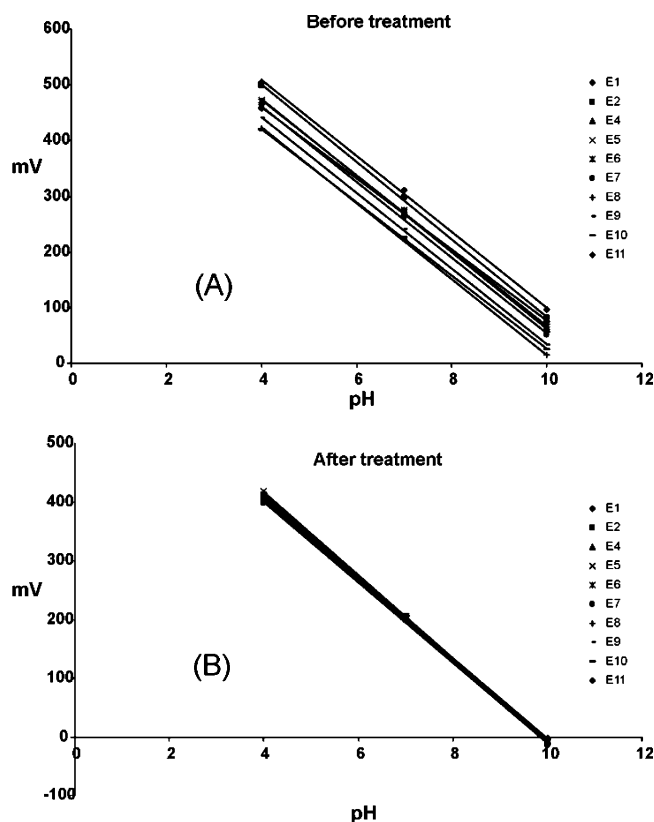 Before treatment
600
500
400
300
200
100
0
mV
(A)
0 2 4 6 8 10 12
pH
E1
E2
E4
E5
E6
E7
E8
E9
E10
E11
After treatment
500
400
300
200
100
0
-100
mV
(B)
0 2 4 6 8 10 12
pH
E1
E2
E4
E5
E6
E7
E8
E9
E10
E11